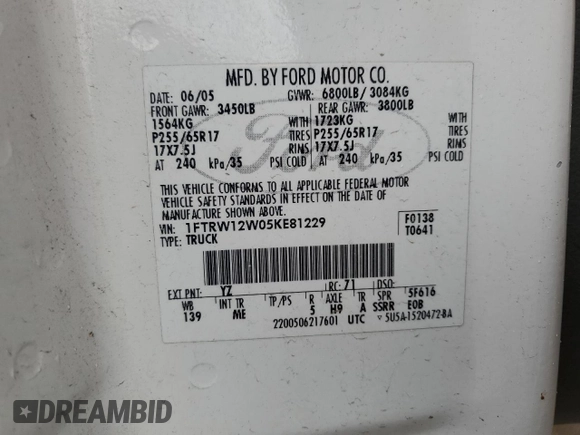 MFD. BY FORD MOTOR CO.
DATE: 06/05 GVWR: 6800LB / 3084KG
FRONT GAWR: 3450LB REAR GAWR: 3800LB
1564KG WITH 1723KG WITH
P255/65R17 TIRES P255/65R17 TIRES
17X7.5J RIMS 17X7.5J RIMS
AT 240 kPa/35 PSI COLD AT 240 kPa/35 PSI COLD
Ford
THIS VEHICLE CONFORMS TO ALL APPLICABLE FEDERAL MOTOR
VEHICLE SAFETY STANDARDS IN EFFECT ON THE DATE OF
MANUFACTURE SHOWN ABOVE.
VIN: 1FTRW12W05KE81229 F0138
TYPE: TRUCK T0641
EXT PNT: YZ RC: 71 DSO:
WB INT TR TP/PS R AXLE TR SPR 5F616
139 ME 5 H9 A SSRR EOB
2200506217601 UTC ▽ 5U5A-1520472-BA
DREAMBID